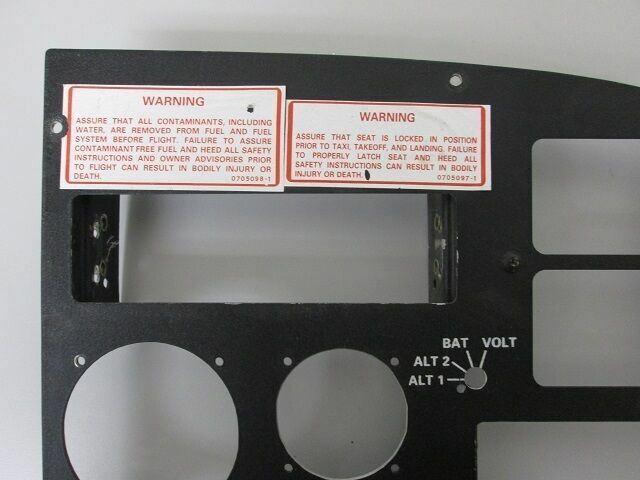 WARNING
ASSURE THAT ALL CONTAMINANTS, INCLUDING
WATER, ARE REMOVED FROM FUEL AND FUEL
SYSTEM BEFORE FLIGHT. FAILURE TO ASSURE
CONTAMINANT FREE FUEL AND HEED ALL SAFETY
INSTRUCTIONS AND OWNER ADVISORIES PRIOR
TO FLIGHT CAN RESULT IN BODILY INJURY OR
DEATH. 0705098-1
WARNING
ASSURE THAT SEAT IS LOCKED IN POSITION
PRIOR TO TAXI, TAKEOFF, AND LANDING. FAILURE
TO PROPERLY LATCH SEAT AND HEED ALL
SAFETY INSTRUCTIONS CAN RESULT IN BODILY
INJURY OR DEATH. 0705097-1
BAT VOLT
ALT 2
ALT 1